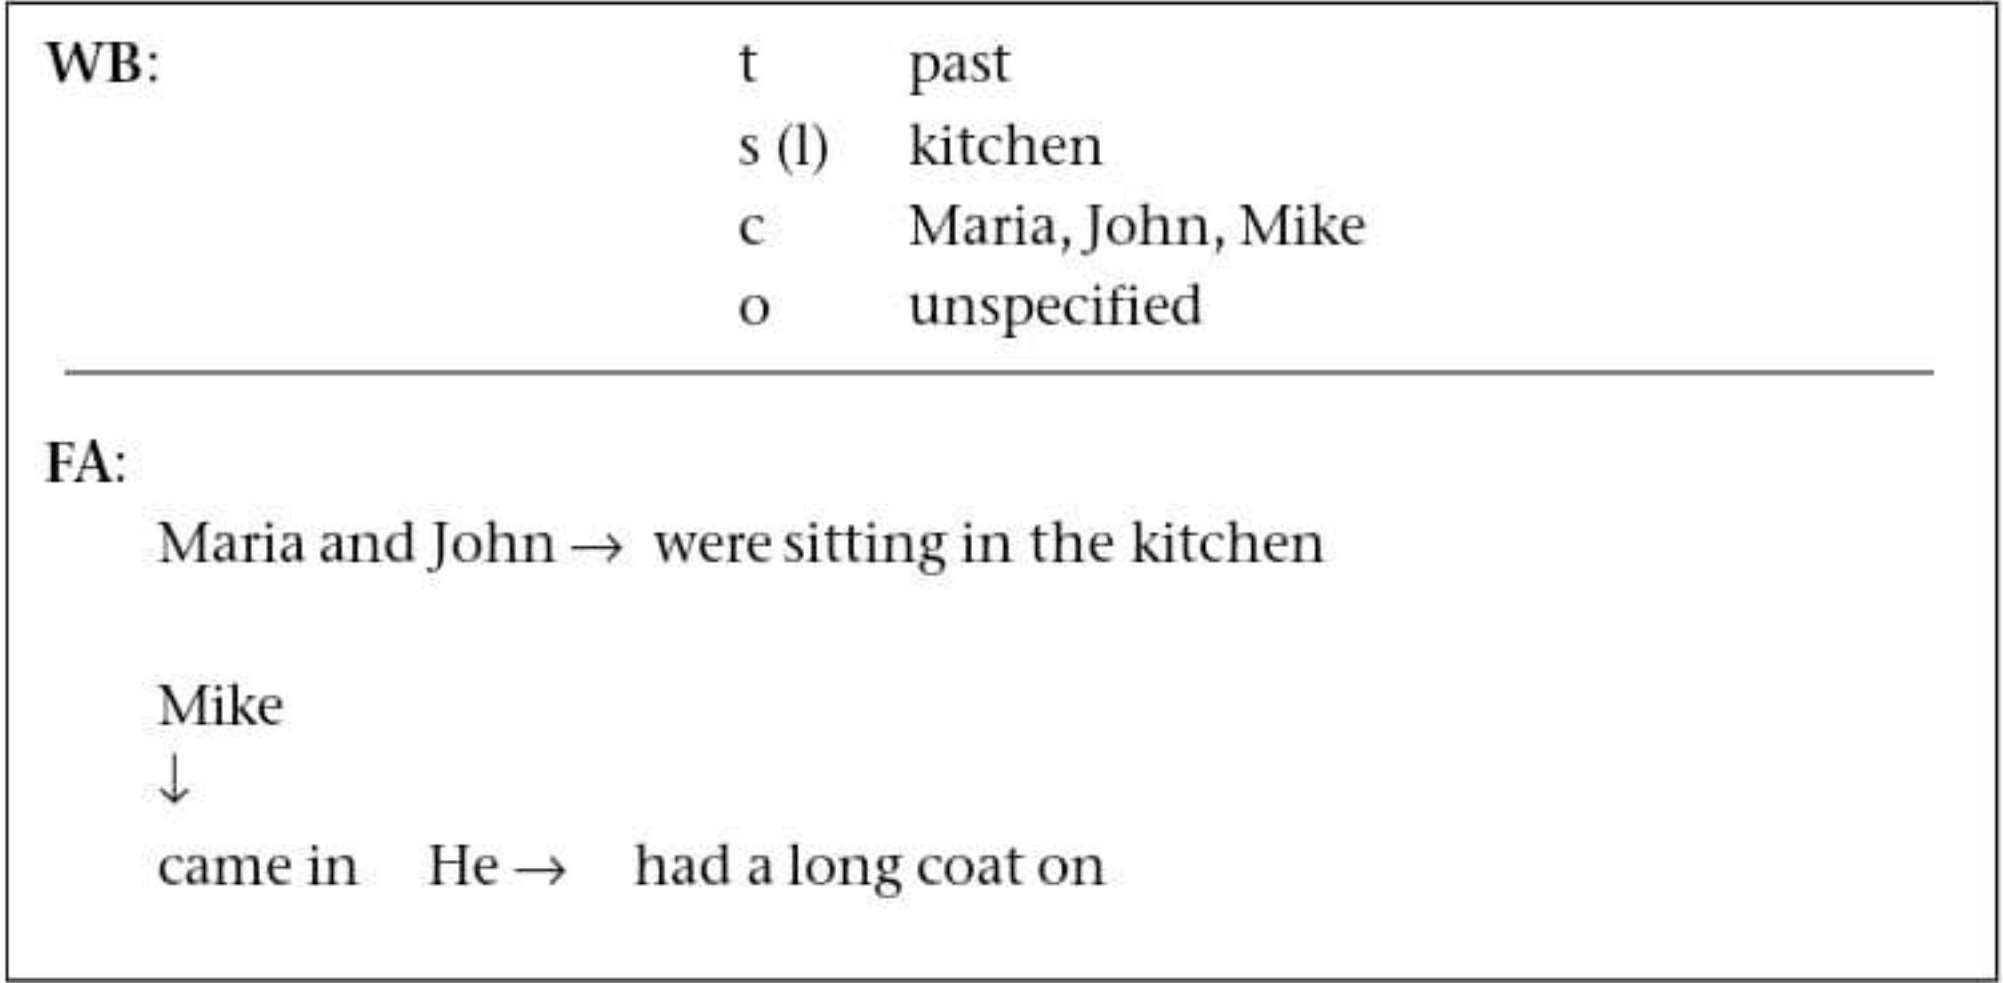 WB: t past
s (l) kitchen
c Maria, John, Mike
o unspecified
FA:
Maria and John → were sitting in the kitchen
Mike
↓
came in He → had a long coat on